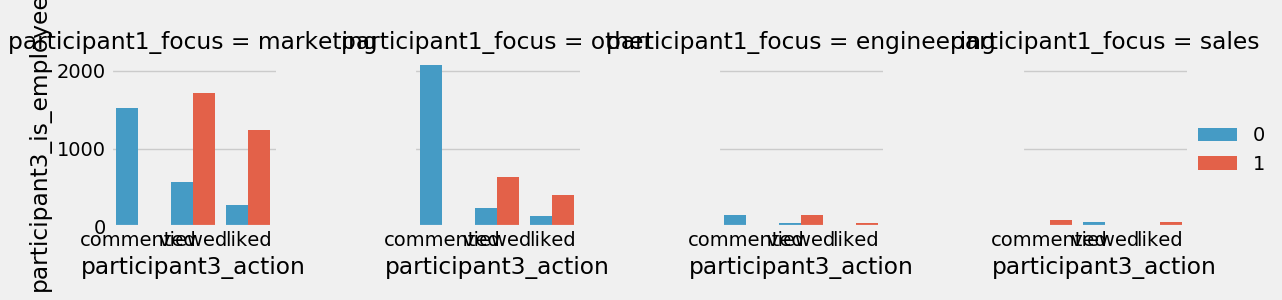 participant1_focus = marketing
participant1_focus = other
participant1_focus = engineering
participant1_focus = sales
participant3_is_employee
2000
1000
0
commented viewed liked
commented viewed liked
commented viewed liked
commented viewed liked
participant3_action
participant3_action
participant3_action
participant3_action
0
1